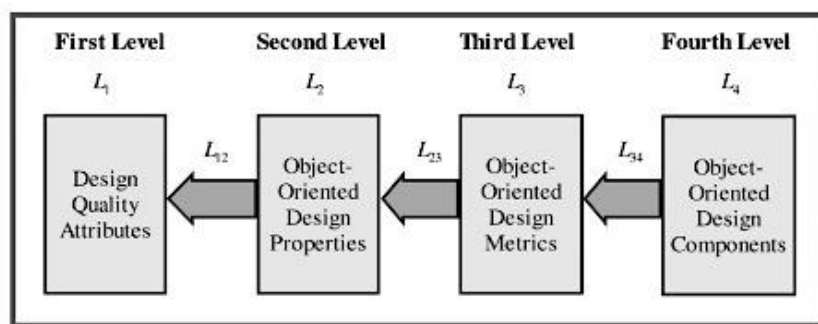 First Level Second Level Third Level Fourth Level
L1 L2 L3 L4
L12 L23 L34
Design
Quality
Attributes
Object-
Oriented
Design
Properties
Object-
Oriented
Design
Metrics
Object-
Oriented
Design
Components